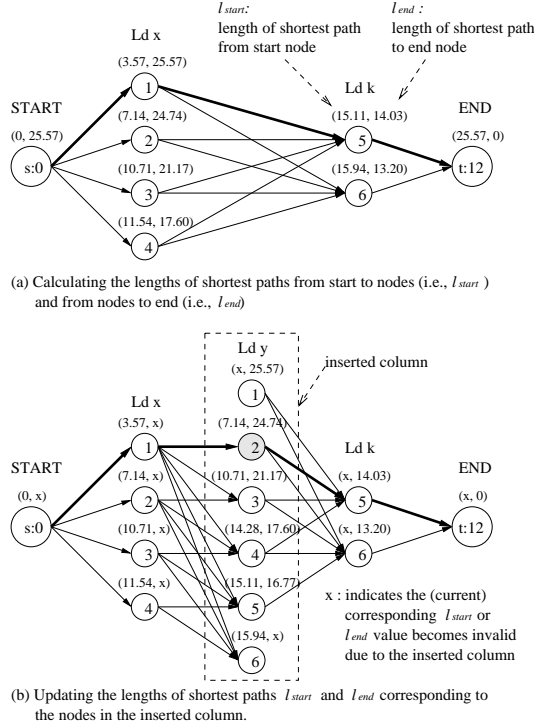 l start:
length of shortest path
from start node
l end :
length of shortest path
to end node
Ld x
(3.57, 25.57)
1
START
(0, 25.57)
s:0
(7.14, 24.74)
2
(10.71, 21.17)
3
(11.54, 17.60)
4
Ld k
(15.11, 14.03)
5
(15.94, 13.20)
6
END
(25.57, 0)
t:12
(a) Calculating the lengths of shortest paths from start to nodes (i.e., l start )
and from nodes to end (i.e., l end)
Ld y
(x, 25.57)
1
inserted column
Ld x
(3.57, x)
1
(7.14, 24.74)
2
START
(0, x)
s:0
(7.14, x)
2
(10.71, 21.17)
3
Ld k
(x, 14.03)
5
END
(x, 0)
t:12
(10.71, x)
3
(14.28, 17.60)
4
(x, 13.20)
6
(11.54, x)
4
(15.11, 16.77)
5
(15.94, x)
6
x : indicates the (current)
corresponding l start or
l end value becomes invalid
due to the inserted column
(b) Updating the lengths of shortest paths l start and l end corresponding to
the nodes in the inserted column.